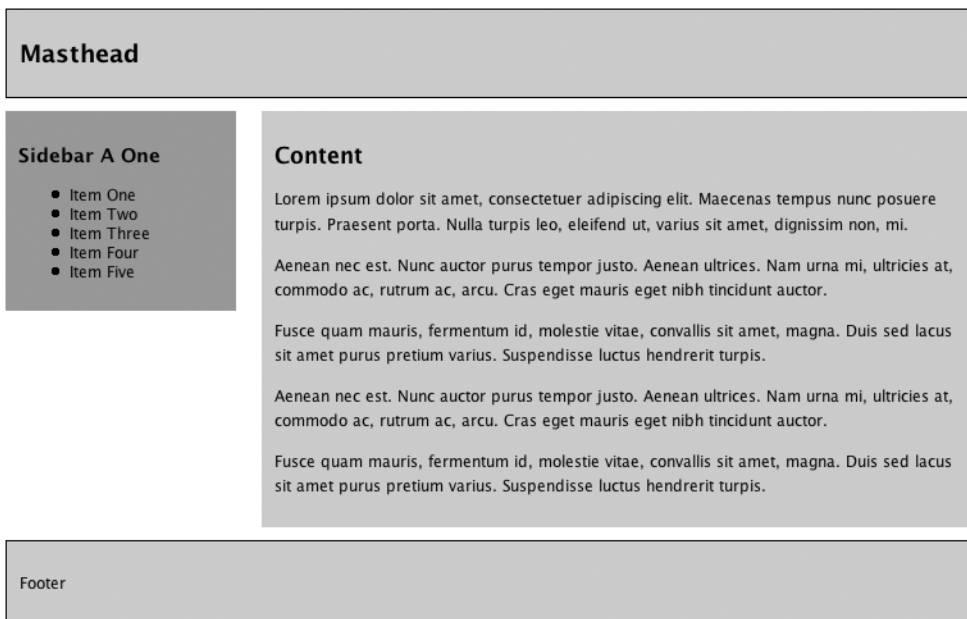 Masthead
Sidebar A One
Item One
Item Two
Item Three
Item Four
Item Five
Content
Lorem ipsum dolor sit amet, consectetuer adipiscing elit. Maecenas tempus nunc posuere
turpis. Praesent porta. Nulla turpis leo, eleifend ut, varius sit amet, dignissim non, mi.
Aenean nec est. Nunc auctor purus tempor justo. Aenean ultrices. Nam urna mi, ultricies at,
commodo ac, rutrum ac, arcu. Cras eget mauris eget nibh tincidunt auctor.
Fusce quam mauris, fermentum id, molestie vitae, convallis sit amet, magna. Duis sed lacus
sit amet purus pretium varius. Suspendisse luctus hendrerit turpis.
Aenean nec est. Nunc auctor purus tempor justo. Aenean ultrices. Nam urna mi, ultricies at,
commodo ac, rutrum ac, arcu. Cras eget mauris eget nibh tincidunt auctor.
Fusce quam mauris, fermentum id, molestie vitae, convallis sit amet, magna. Duis sed lacus
sit amet purus pretium varius. Suspendisse luctus hendrerit turpis.
Footer